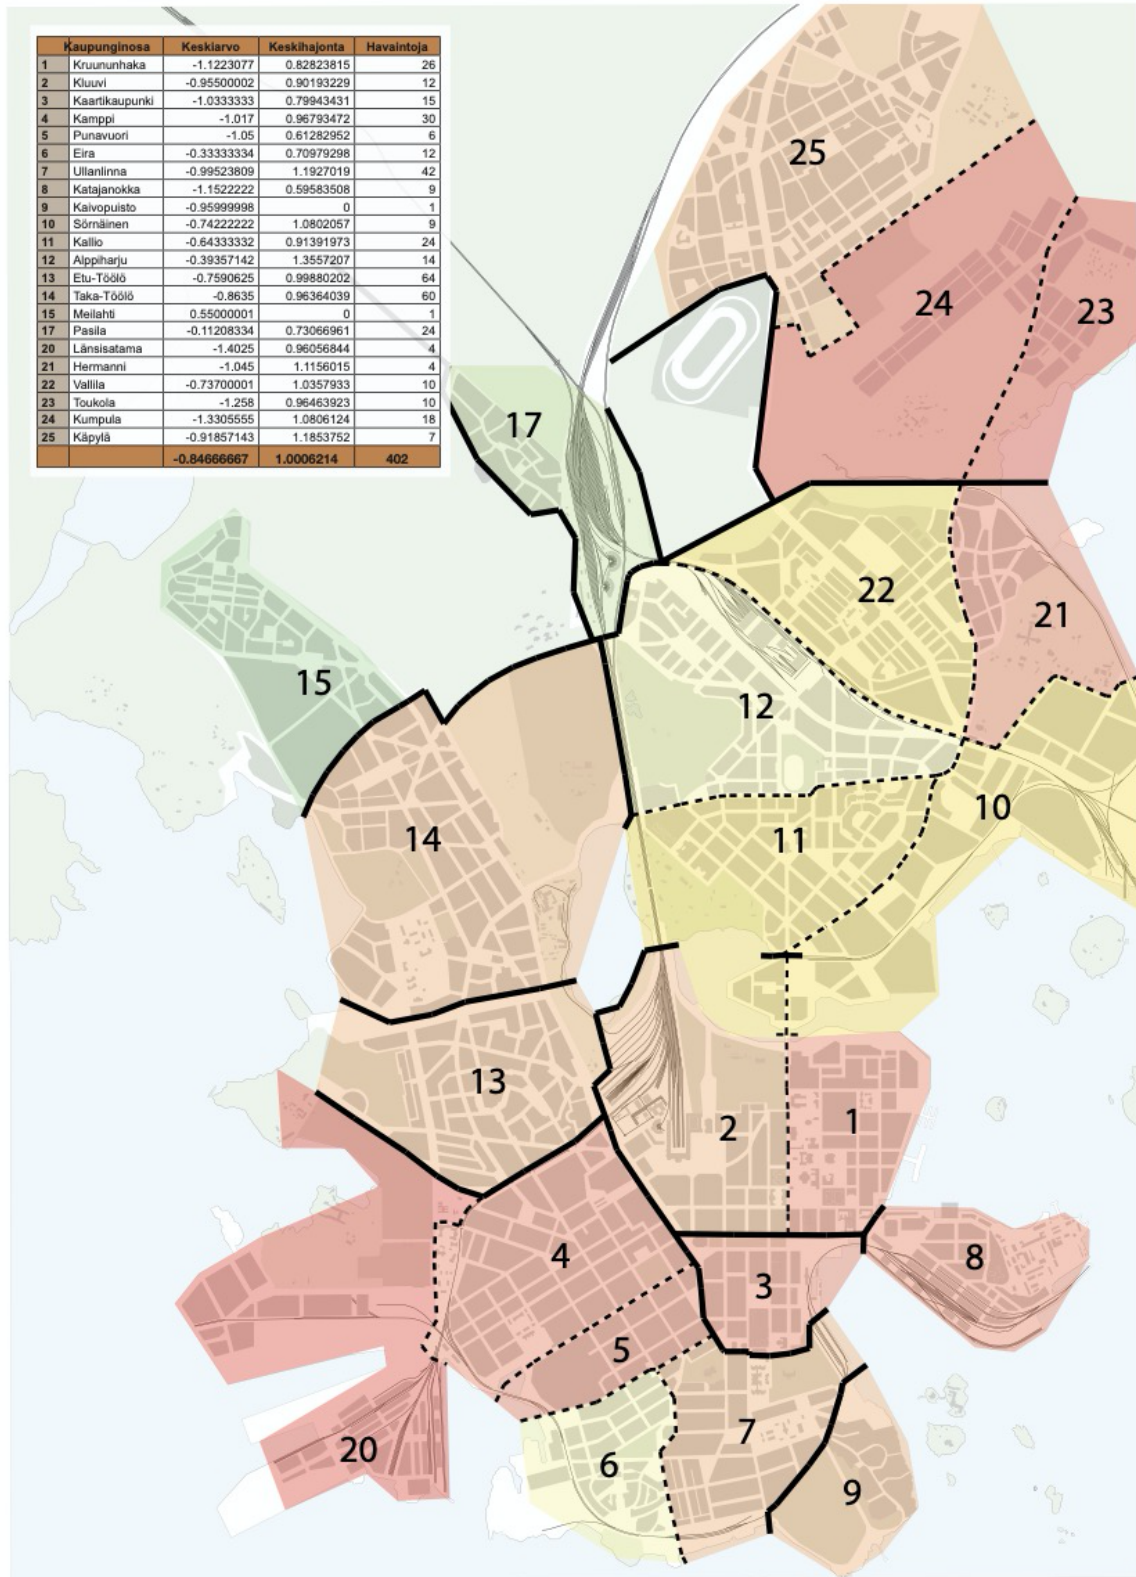 Kaupunginosa Keskiarvo Keskihajonta Havaintoja
1 Kruununhaka -1.1223077 0.82823815 26
2 Kluuvi -0.95500002 0.90193229 12
3 Kaartikaupunki -1.0333333 0.79943431 15
4 Kamppi -1.017 0.96793472 30
5 Punavuori -1.05 0.61282952 6
6 Eira -0.33333334 0.70979298 12
7 Ullanlinna -0.99523809 1.1927019 42
8 Katajanokka -1.1522222 0.59583508 9
9 Kaivopuisto -0.95999998 0 1
10 Sörnäinen -0.74222222 1.0802057 9
11 Kallio -0.64333332 0.91391973 24
12 Alppiharju -0.39357142 1.3557207 14
13 Etu-Töölö -0.7590625 0.99880202 64
14 Taka-Töölö -0.8635 0.96364039 60
15 Meilahti 0.55000001 0 1
17 Pasila -0.11208334 0.73066961 24
20 Länsisatama -1.4025 0.96056844 4
21 Hermanni -1.045 1.1156015 4
22 Vallila -0.73700001 1.0357933 10
23 Toukola -1.258 0.96463923 10
24 Kumpula -1.3305555 1.0806124 18
25 Käpylä -0.91857143 1.1853752 7
-0.84666667 1.0006214 402
25
24
23
17
22
21
15
12
10
14
11
13
2
1
4
3
8
5
7
20
6
9